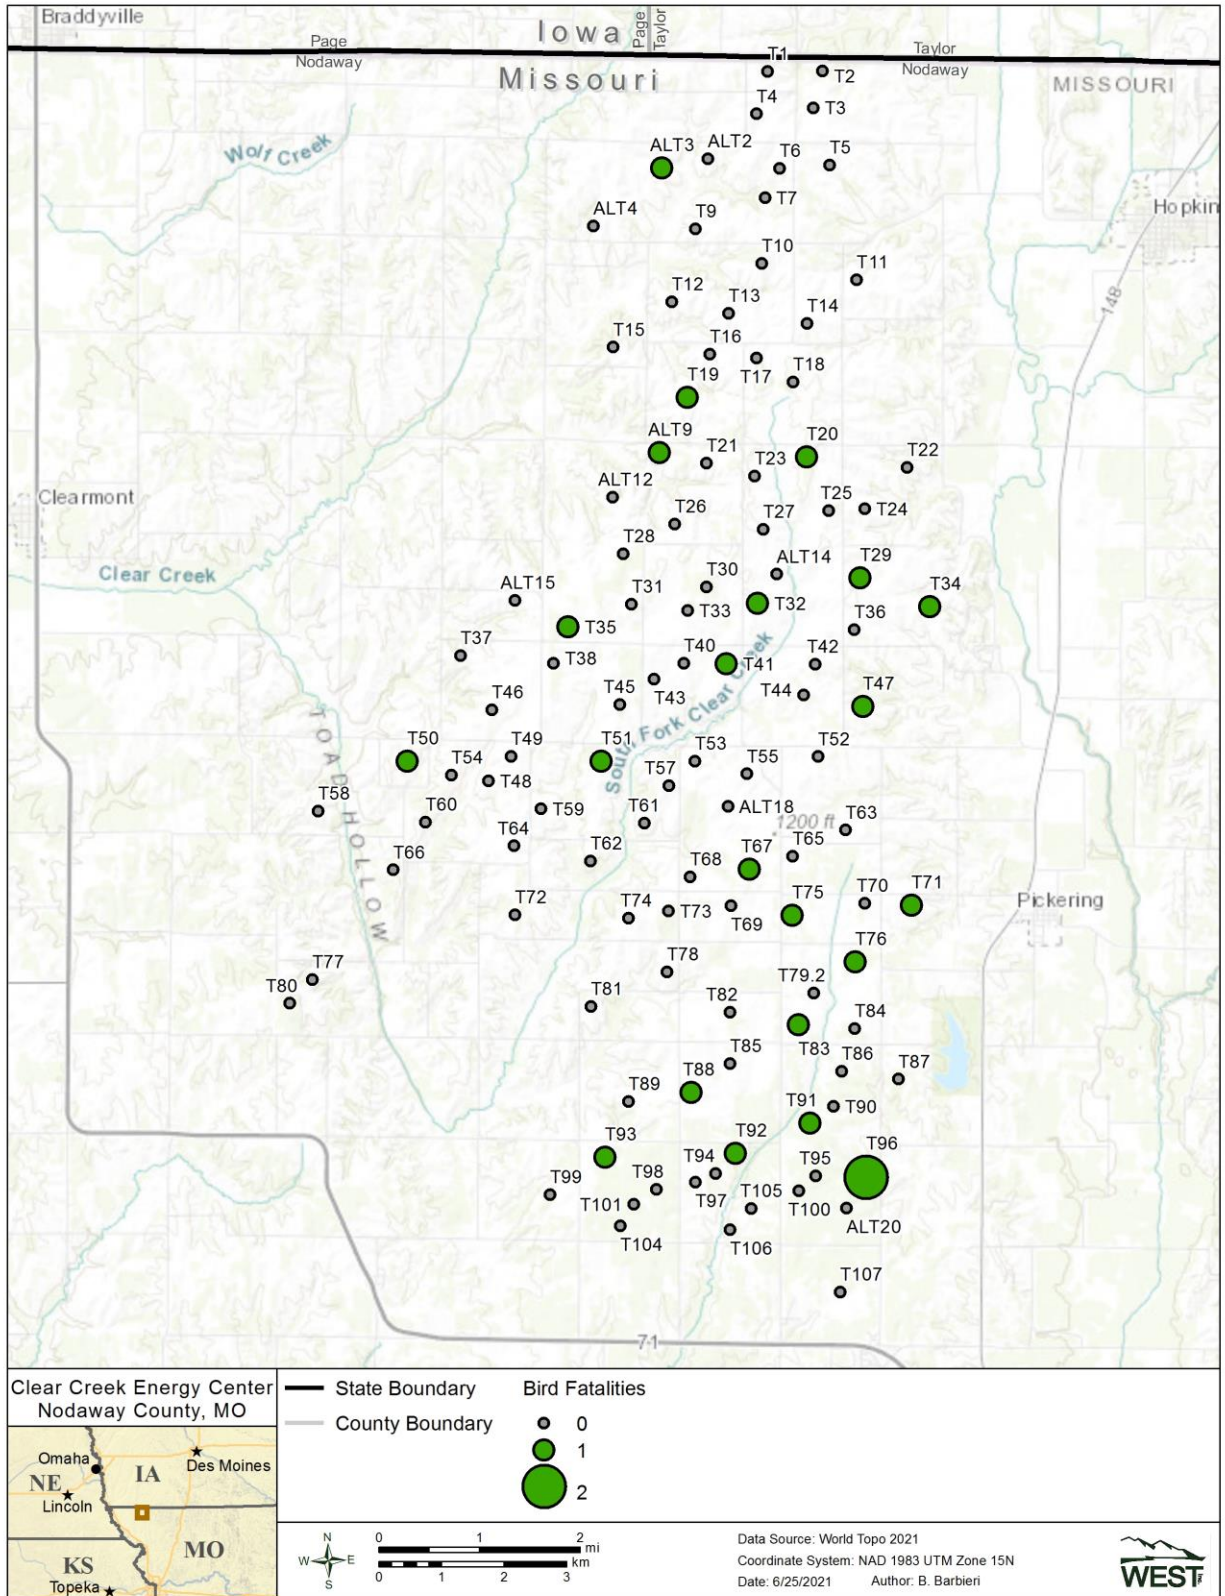 Braddyville
Iowa
Page
Taylor
Page
Nodaway
Taylor
Nodaway
Missouri
MISSOURI
T1
T2
T4
T3
Wolf Creek
ALT3
ALT2
T6
T5
T7
Hopkin
ALT4
T9
T10
T11
T12
T13
T14
148
T15
T16
T17
T18
T19
ALT9
T20
T21
T22
T23
Clearmont
ALT12
T25
T24
T26
T27
T28
Clear Creek
ALT14
T29
ALT15
T30
T34
T31
T33
T32
T35
T36
T37
T38
T40
T41
T42
T43
T44
T45
T46
T47
South Fork Clear Creek
TOAD HOLLOW
T50
T54
T49
T48
T51
T53
T52
T55
T57
T58
T60
T59
T61
ALT18
1200 ft
T63
T64
T62
T65
T66
T67
T68
T70
T71
Pickering
T72
T74
T73
T69
T75
T76
T77
T78
T79.2
T80
T81
T82
T83
T84
T85
T86
T87
T88
T89
T90
T91
T92
T93
T96
T94
T95
T99
T98
T97
T105
T100
T101
ALT20
T104
T106
T107
71
Clear Creek Energy Center
Nodaway County, MO
Omaha
IA
Des Moines
NE
Lincoln
MO
KS
Topeka
State Boundary
County Boundary
Bird Fatalities
0
1
2
N
W
E
S
0 1 2
mi
km
0 1 2 3
Data Source: World Topo 2021
Coordinate System: NAD 1983 UTM Zone 15N
Date: 6/25/2021 Author: B. Barbieri
WEST